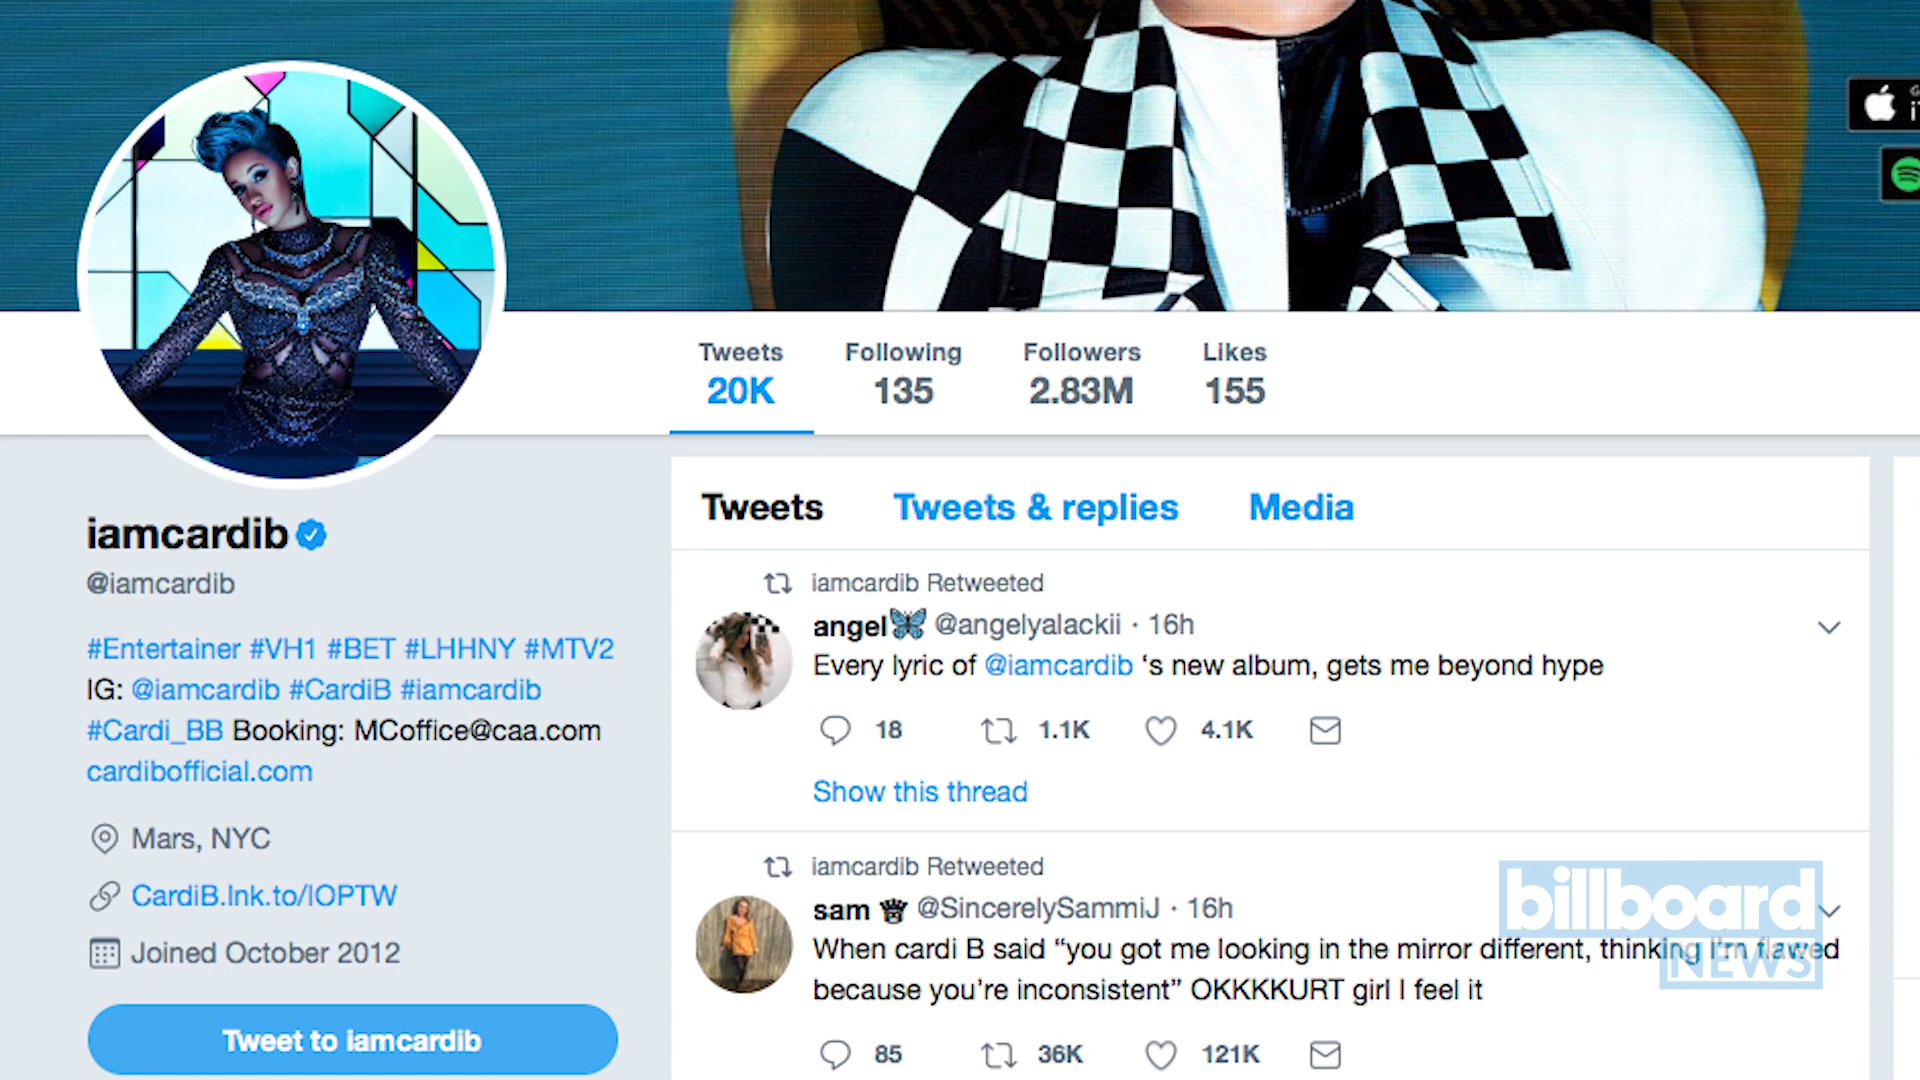 Tweets
20K
Following
135
Followers
2.83M
Likes
155
iamcardib
@iamcardib
#Entertainer #VH1 #BET #LHHNY #MTV2
IG: @iamcardib #CardiB #iamcardib
#Cardi_BB Booking: MCoffice@caa.com
cardibofficial.com
Mars, NYC
CardiB.lnk.to/IOPTW
Joined October 2012
Tweet to iamcardib
Tweets Tweets & replies Media
iamcardib Retweeted
angel @angelyalackii · 16h
Every lyric of @iamcardib ‘s new album, gets me beyond hype
18 1.1K 4.1K
Show this thread
iamcardib Retweeted
sam @SincerelySammiJ · 16h
When cardi B said “you got me looking in the mirror different, thinking I’m flawed
because you’re inconsistent” OKKKKURT girl I feel it
85 36K 121K
billboard
NEWS